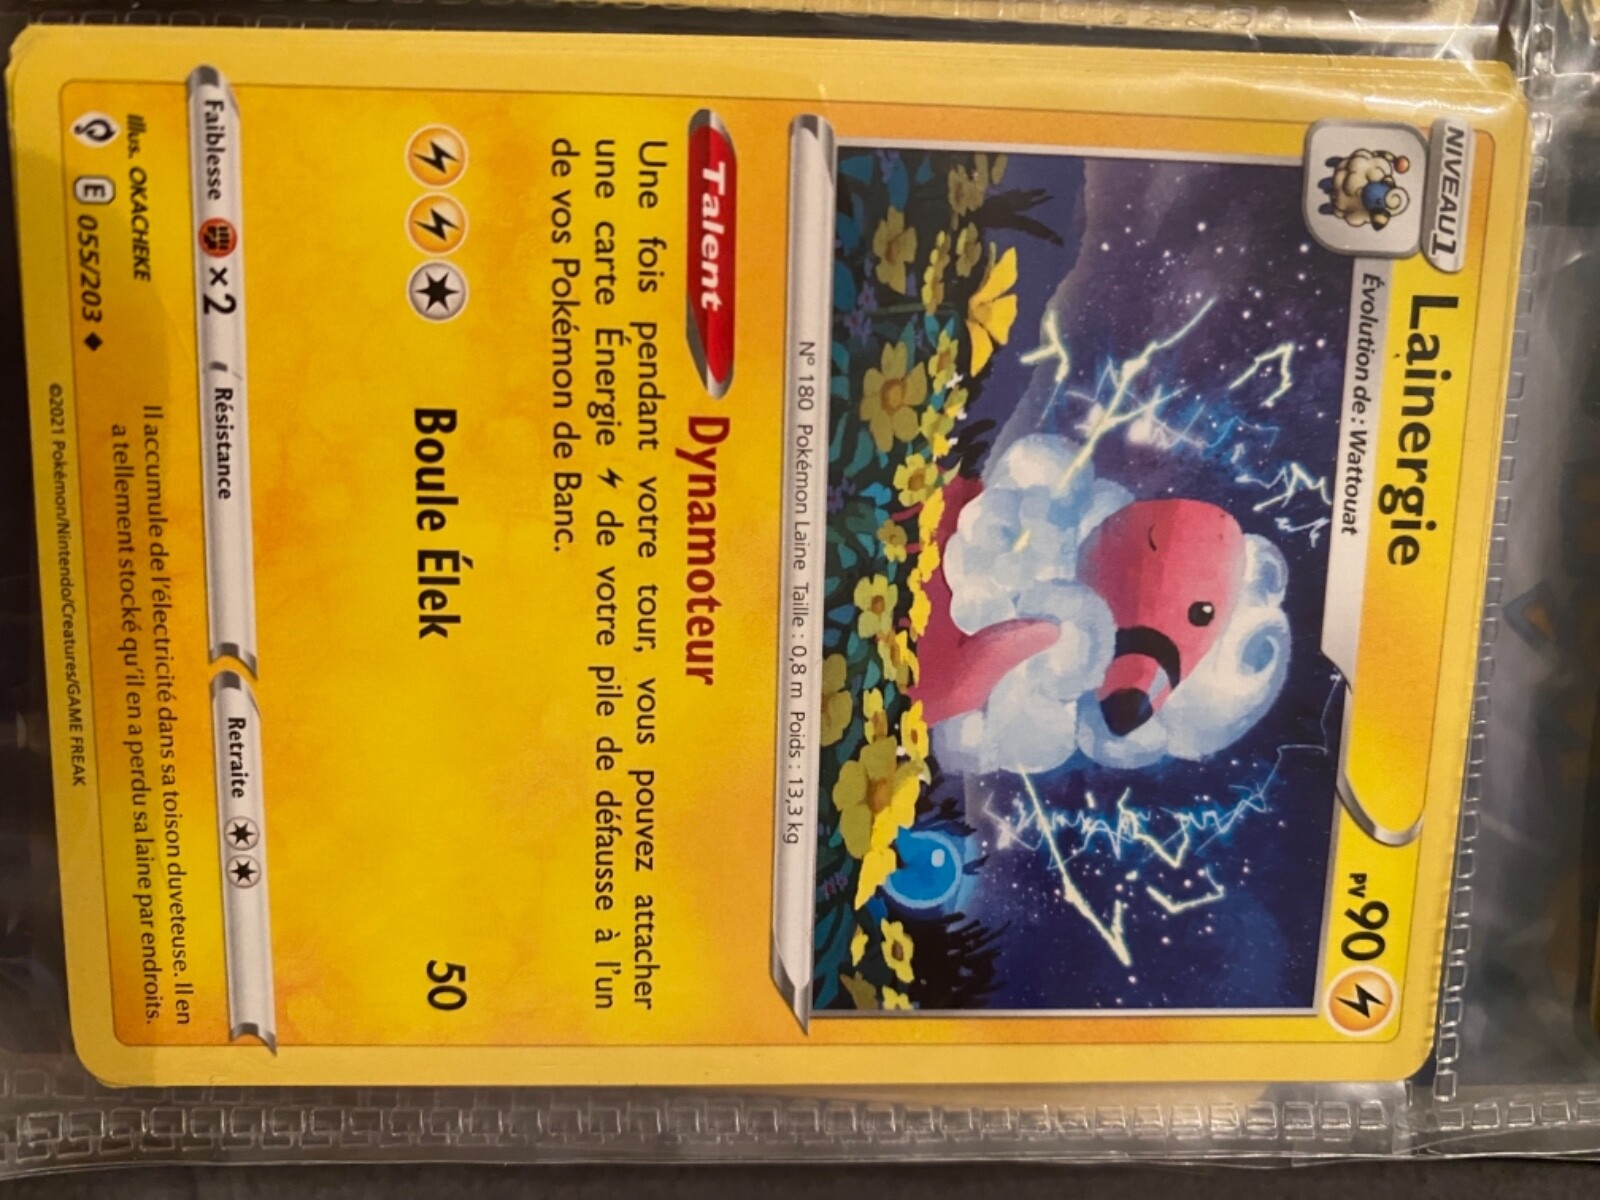 NIVEAU 1
Lainergie
PV 90
Évolution de : Wattouat
N° 180 Pokémon Laine Taille : 0,8 m Poids : 13,3 kg
Talent Dynamoteur
Une fois pendant votre tour, vous pouvez attacher
une carte Énergie de votre pile de défausse à l'un
de vos Pokémon de Banc.
Boule Élek 50
Faiblesse ×2 Résistance Retraite
Illus. OKACHEKE
Il accumule de l'électricité dans sa toison duveteuse. Il en
a tellement stocké qu'il en a perdu sa laine par endroits.
E 055/203
©2021 Pokémon/Nintendo/Creatures/GAME FREAK